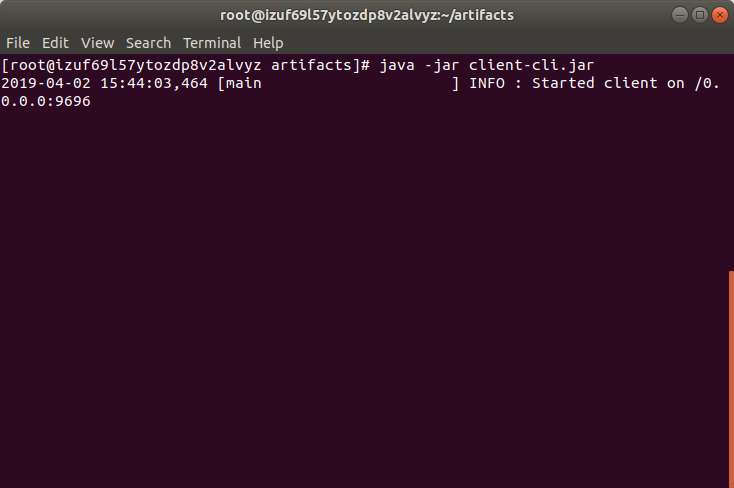 root@izuf69l57ytozdp8v2alvyz:~/artifacts
File Edit View Search Terminal Help
[root@izuf69l57ytozdp8v2alvyz artifacts]# java -jar client-cli.jar
2019-04-02 15:44:03,464 [main                     ] INFO : Started client on /0.
0.0.0:9696